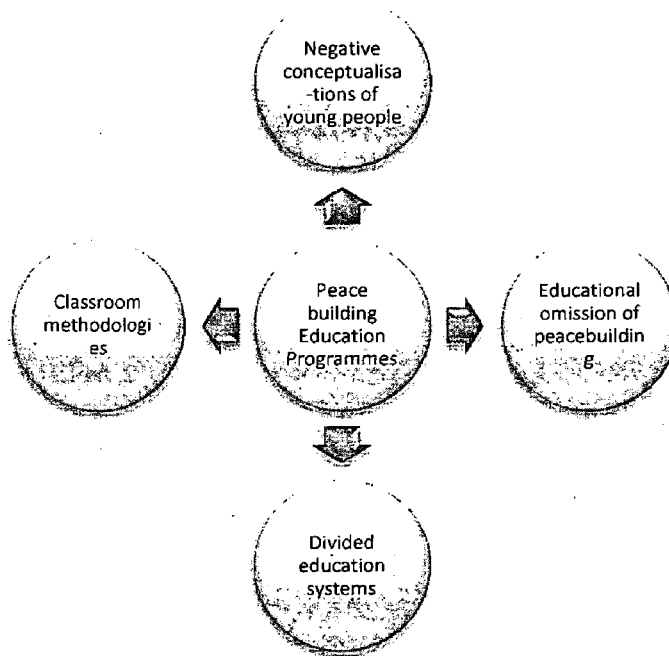 Negative
conceptualisa
-tions of
young people
Classroom
methodologi
es
Peace
building
Education
Programmes
Educational
omission of
peacebuildin
g
Divided
education
systems